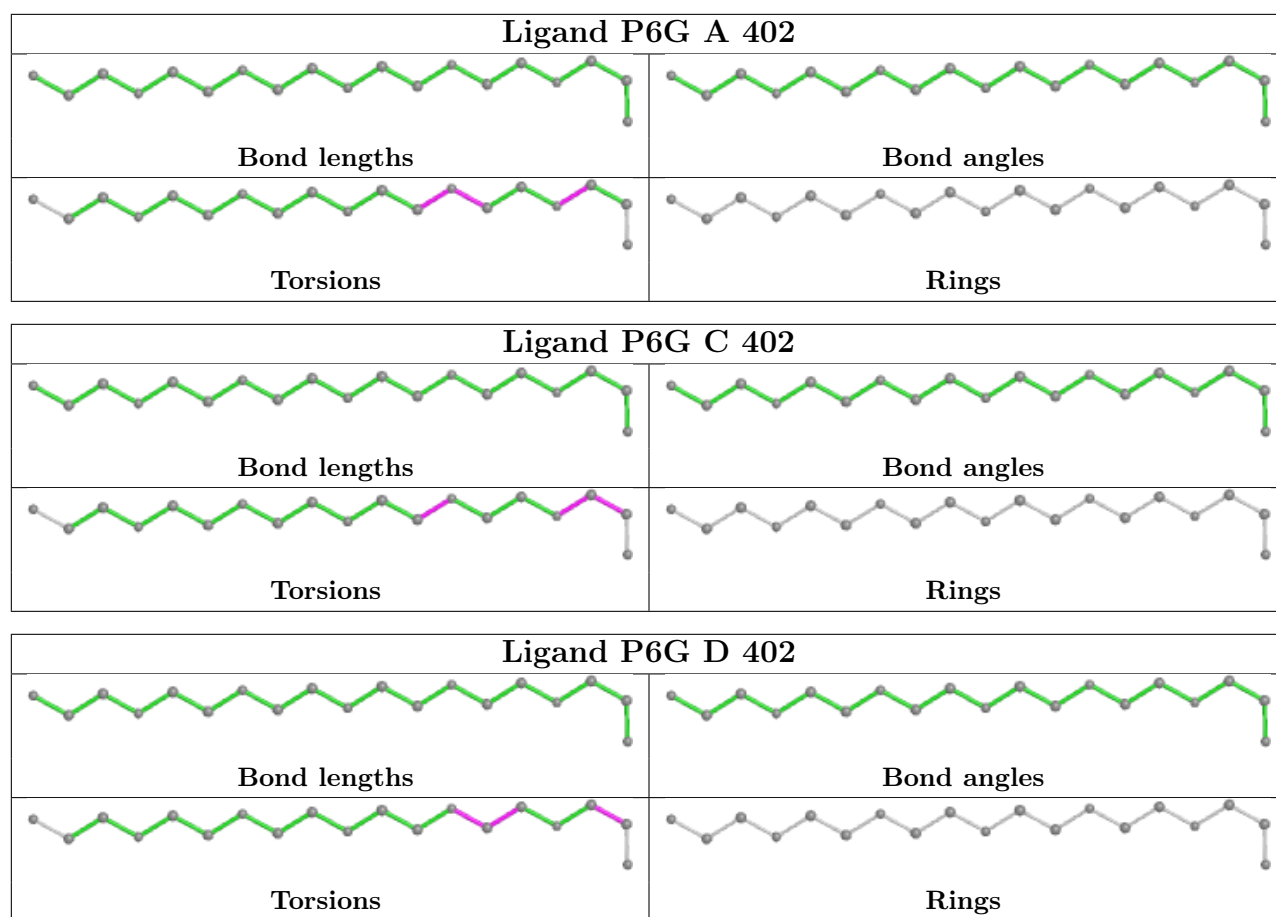 Ligand P6G A 402
Bond lengths
Bond angles
Torsions
Rings
Ligand P6G C 402
Bond lengths
Bond angles
Torsions
Rings
Ligand P6G D 402
Bond lengths
Bond angles
Torsions
Rings